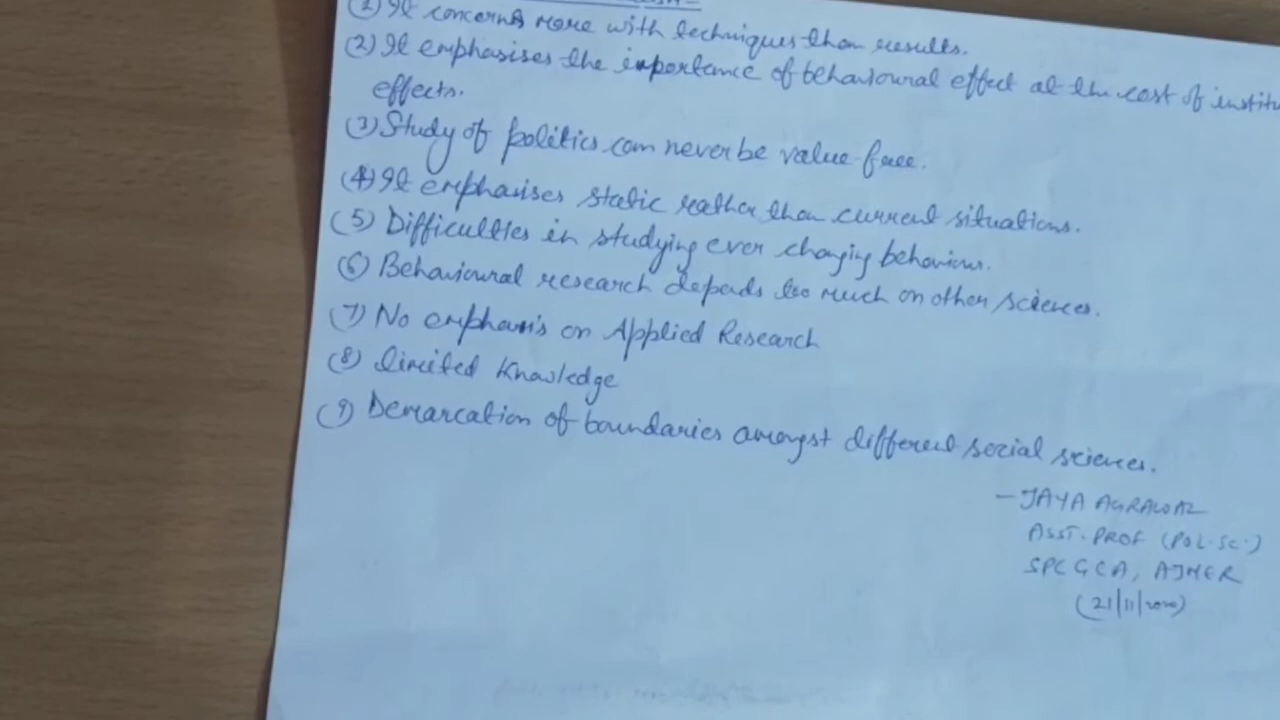 (1) It concerns more with techniques than results.
(2) It emphasises the importance of behavioural effect at the cost of institu
effects.
(3) Study of politics can never be value free.
(4) It emphasises static rather than current situations.
(5) Difficulties in studying ever changing behaviour.
(6) Behavioural research depends too much on other sciences.
(7) No emphasis on Applied Research
(8) limited Knowledge
(9) Demarcation of boundaries amongst different social sciences.
- JAYA AGRAWAL
ASST. PROF (POL.SC.)
SPCGCA, AJMER
(21/11/2020)